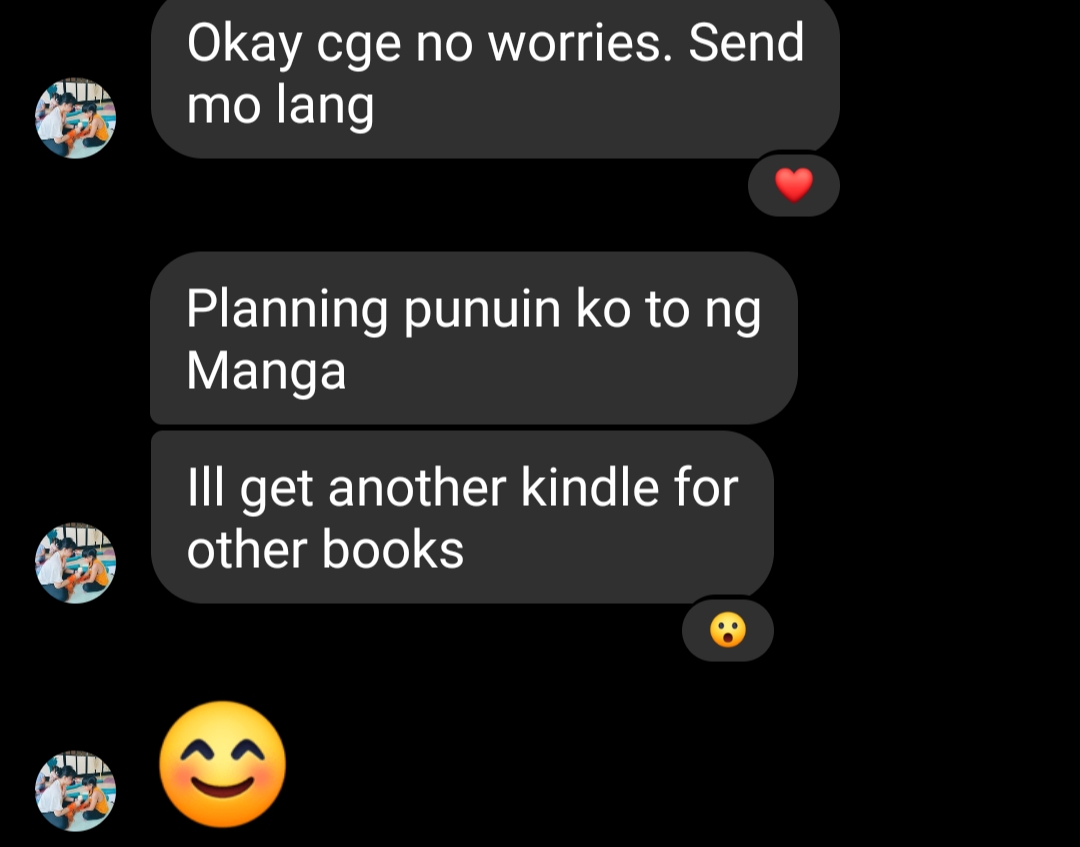 Okay cge no worries. Send
mo lang
❤️
Planning punuin ko to ng
Manga
Ill get another kindle for
other books
😮
😊